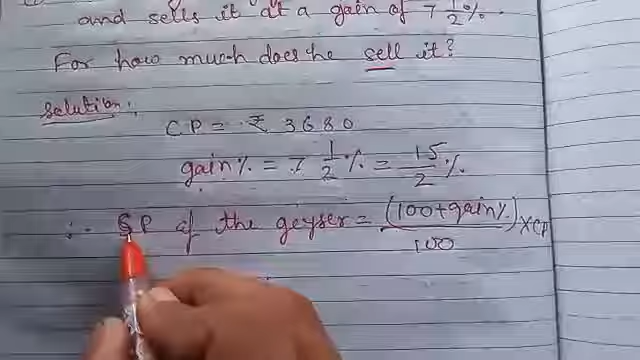 and sells it at a gain of 7 1/2 %.
For how much does he sell it?
Solution:
C.P = ₹ 3680
gain% = 7 1/2 % = 15/2 %
∴ SP of the geyser = (100+gain%)/100 × CP